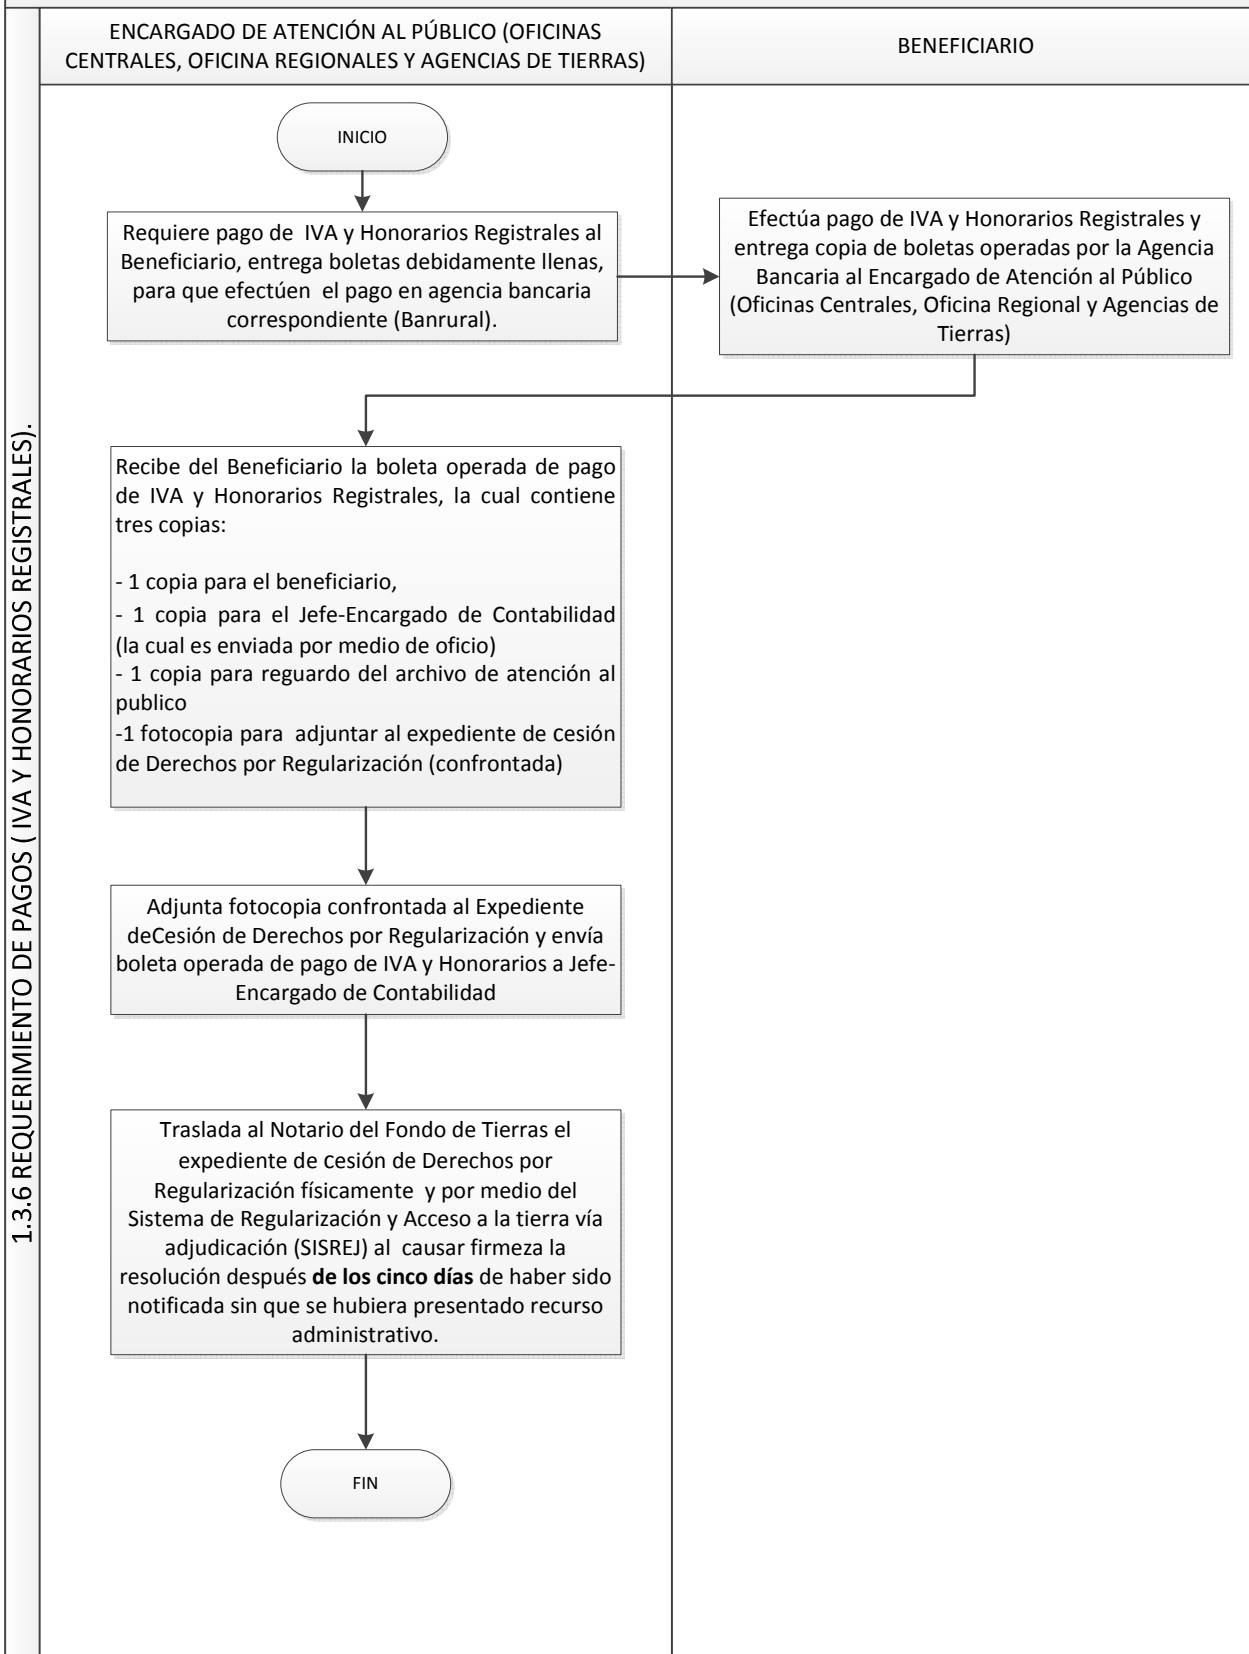 ENCARGADO DE ATENCIÓN AL PÚBLICO (OFICINAS
CENTRALES, OFICINA REGIONALES Y AGENCIAS DE TIERRAS)
BENEFICIARIO
1.3.6 REQUERIMIENTO DE PAGOS ( IVA Y HONORARIOS REGISTRALES).
INICIO
Requiere pago de  IVA y Honorarios Registrales al
Beneficiario, entrega boletas debidamente llenas,
para que efectúen  el pago en agencia bancaria
correspondiente (Banrural).
Efectúa pago de IVA y Honorarios Registrales y
entrega copia de boletas operadas por la Agencia
Bancaria al Encargado de Atención al Público
(Oficinas Centrales, Oficina Regional y Agencias de
Tierras)
Recibe del Beneficiario la boleta operada de pago
de IVA y Honorarios Registrales, la cual contiene
tres copias:
- 1 copia para el beneficiario,
- 1 copia para el Jefe-Encargado de Contabilidad
(la cual es enviada por medio de oficio)
- 1 copia para reguardo del archivo de atención al
publico
-1 fotocopia para  adjuntar al expediente de cesión
de Derechos por Regularización (confrontada)
Adjunta fotocopia confrontada al Expediente
deCesión de Derechos por Regularización y envía
boleta operada de pago de IVA y Honorarios a Jefe-
Encargado de Contabilidad
Traslada al Notario del Fondo de Tierras el
expediente de cesión de Derechos por
Regularización físicamente  y por medio del
Sistema de Regularización y Acceso a la tierra vía
adjudicación (SISREJ) al  causar firmeza la
resolución después de los cinco días de haber sido
notificada sin que se hubiera presentado recurso
administrativo.
FIN